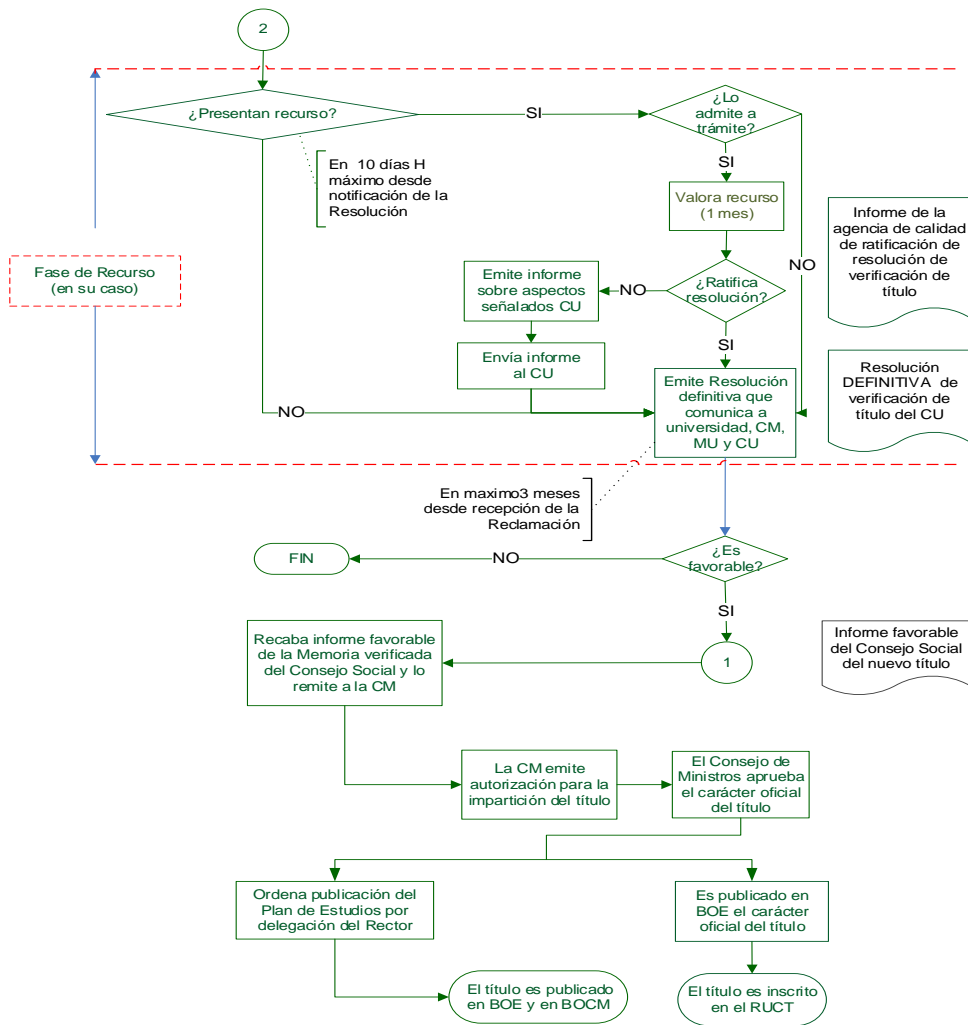 2
¿Presentan recurso?
SI
¿Lo
admite a
trámite?
SI
NO
En 10 días H
máximo desde
notificación de la
Resolución
Valora recurso
(1 mes)
Informe de la
agencia de calidad
de ratificación de
resolución de
verificación de
título
Fase de Recurso
(en su caso)
Emite informe
sobre aspectos
señalados CU
NO
¿Ratifica
resolución?
SI
Envía informe
al CU
NO
Emite Resolución
definitiva que
comunica a
universidad, CM,
MU y CU
Resolución
DEFINITIVA de
verificación de
título del CU
En maximo3 meses
desde recepción de la
Reclamación
FIN
NO
¿Es
favorable?
SI
Recaba informe favorable
de la Memoria verificada
del Consejo Social y lo
remite a la CM
1
Informe favorable
del Consejo Social
del nuevo título
La CM emite
autorización para la
impartición del título
El Consejo de
Ministros aprueba
el carácter oficial
del título
Ordena publicación del
Plan de Estudios por
delegación del Rector
Es publicado en
BOE el carácter
oficial del título
El título es publicado
en BOE y en BOCM
El título es inscrito
en el RUCT